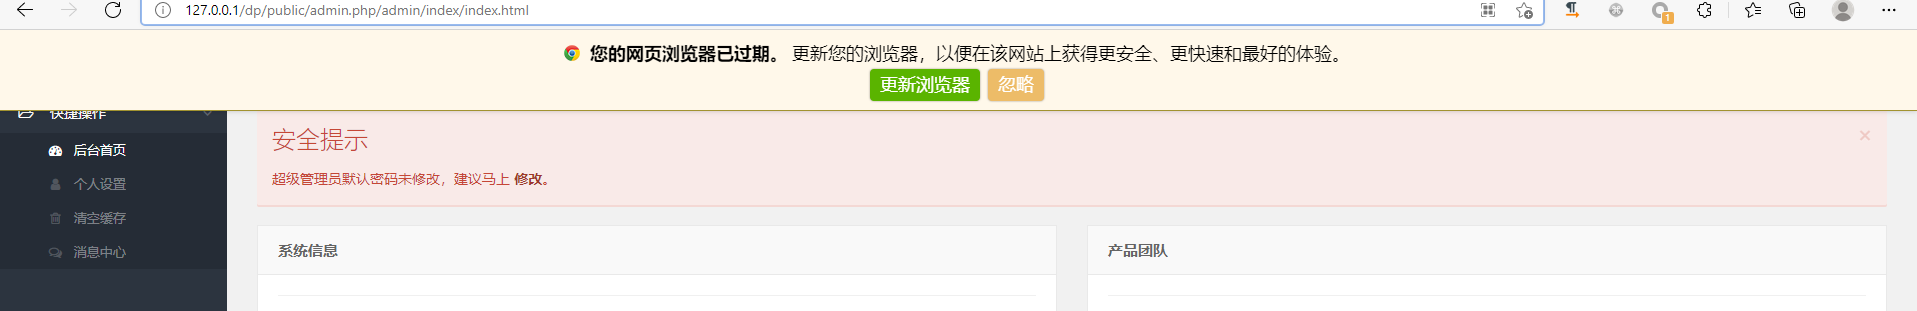 127.0.0.1/dp/public/admin.php/admin/index/index.html
1
您的网页浏览器已过期。 更新您的浏览器，以便在该网站上获得更安全、更快速和最好的体验。
更新浏览器 忽略
快捷操作
后台首页
个人设置
清空缓存
消息中心
安全提示
×
超级管理员默认密码未修改，建议马上 修改。
系统信息
产品团队